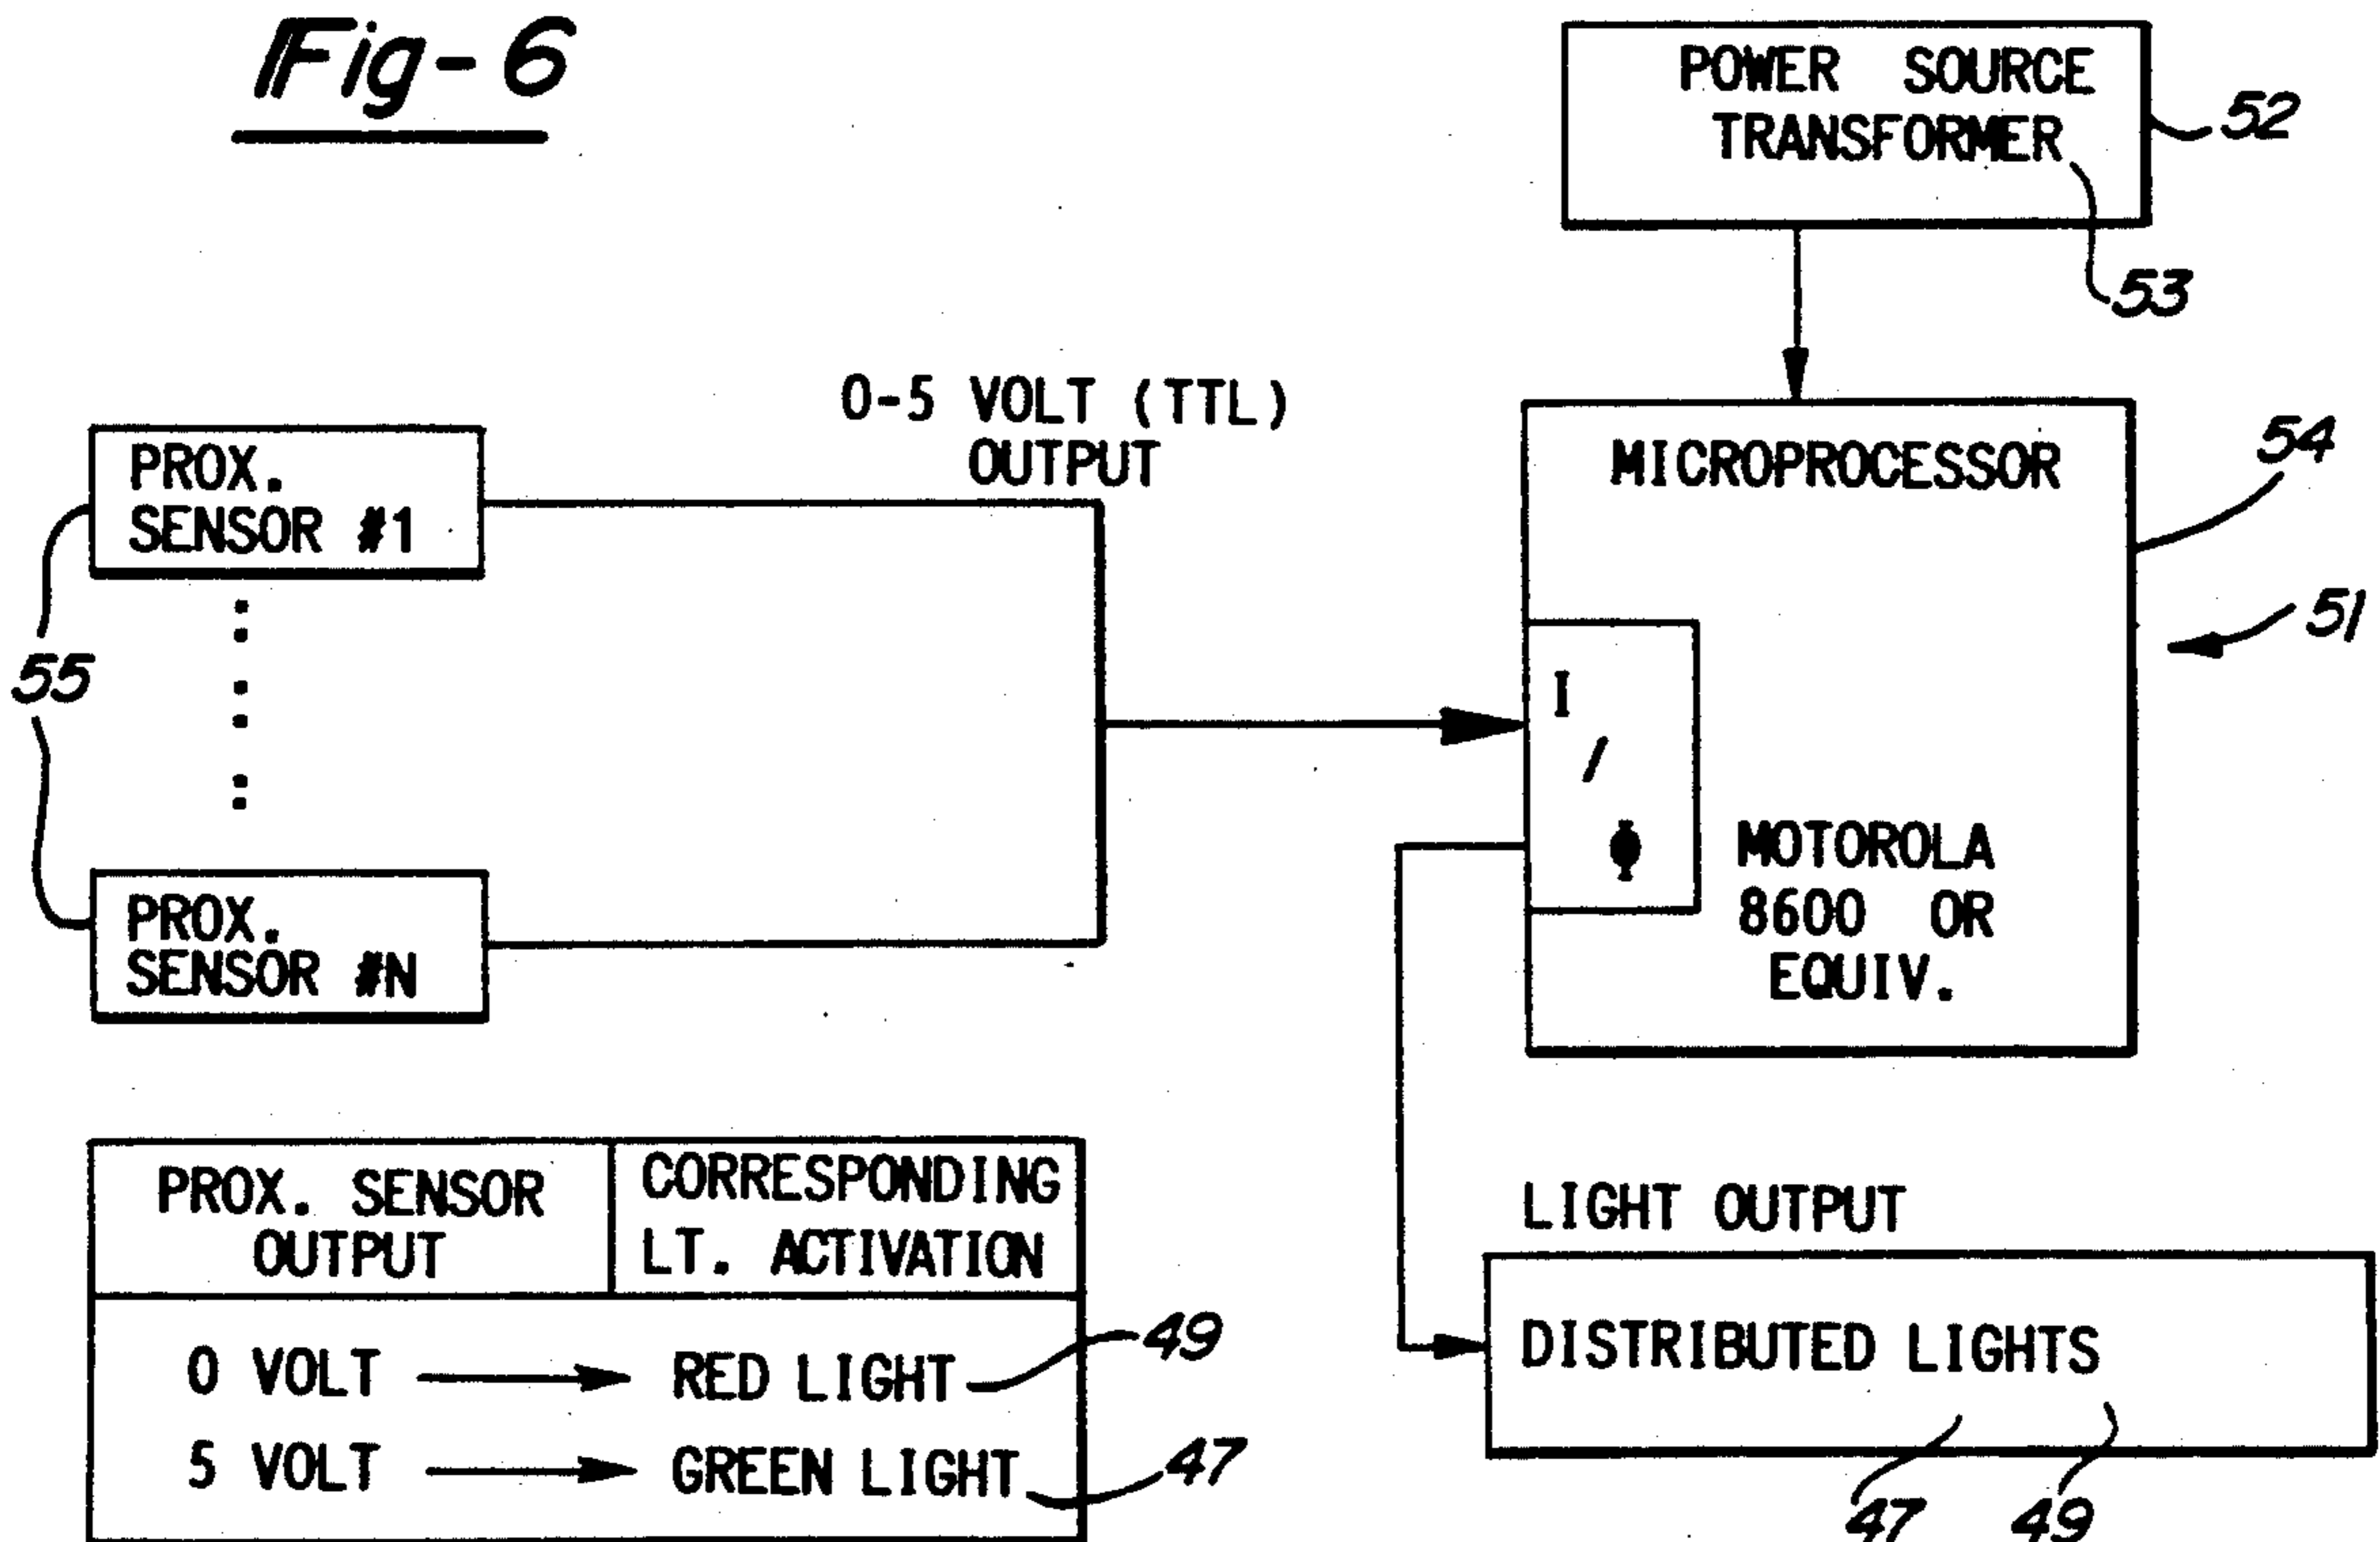 Fig-6
POWER SOURCE
TRANSFORMER
52
53
0-5 VOLT (TTL)
OUTPUT
PROX.
SENSOR #1
55
PROX.
SENSOR #N
MICROPROCESSOR
54
51
I
/
O
MOTOROLA
8600 OR
EQUIV.
PROX. SENSOR
OUTPUT
CORRESPONDING
LT. ACTIVATION
0 VOLT
RED LIGHT
49
5 VOLT
GREEN LIGHT
47
LIGHT OUTPUT
DISTRIBUTED LIGHTS
47
49